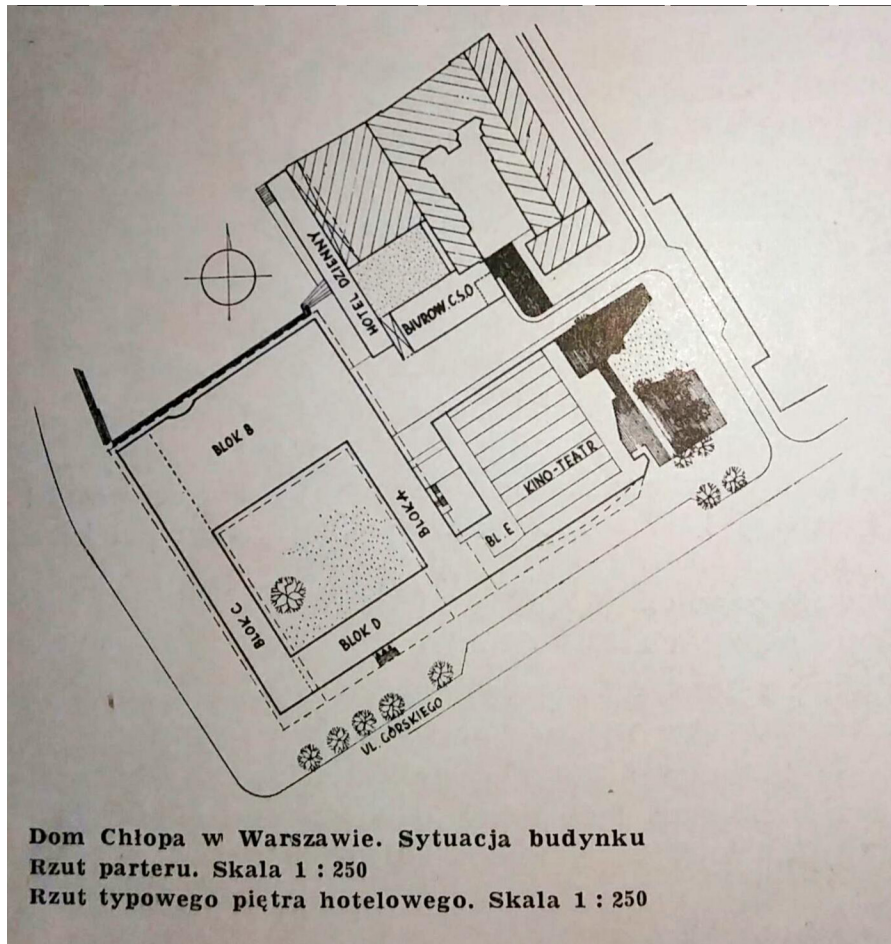 HOTEL DZIENNY
BIUROW. C.S.O
BLOK B
BLOK A
KINO-TEATR
BL. E
BLOK C
BLOK D
UL. GÓRSKIEGO
Dom Chłopa w Warszawie. Sytuacja budynku
Rzut parteru. Skala 1 : 250
Rzut typowego piętra hotelowego. Skala 1 : 250